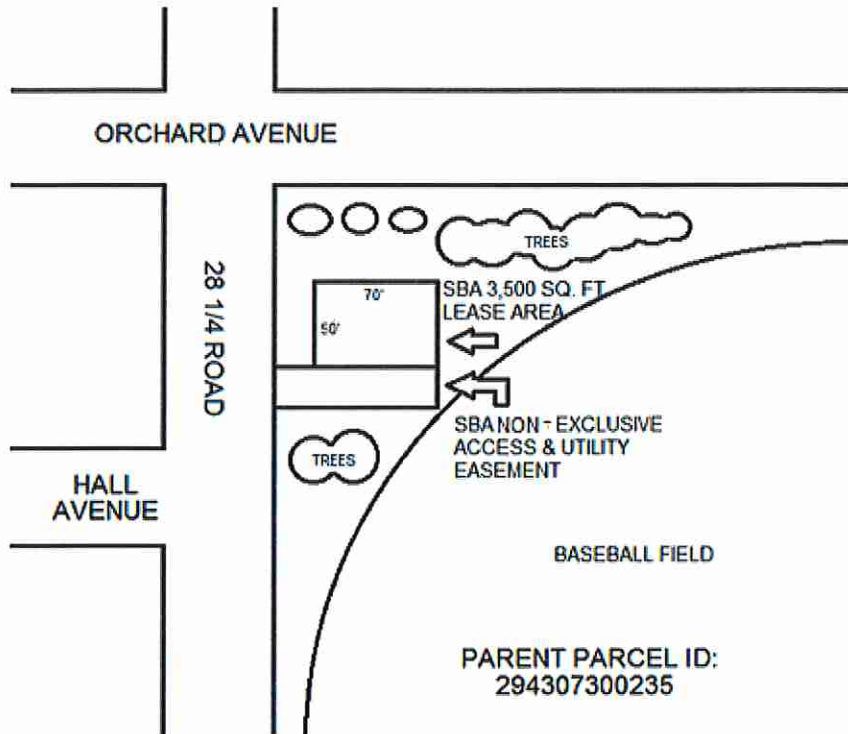 ORCHARD AVENUE
TREES
28 1/4 ROAD
70'
50'
SBA 3,500 SQ. FT
LEASE AREA
SBA NON - EXCLUSIVE
ACCESS & UTILITY
EASEMENT
TREES
HALL
AVENUE
BASEBALL FIELD
PARENT PARCEL ID:
294307300235